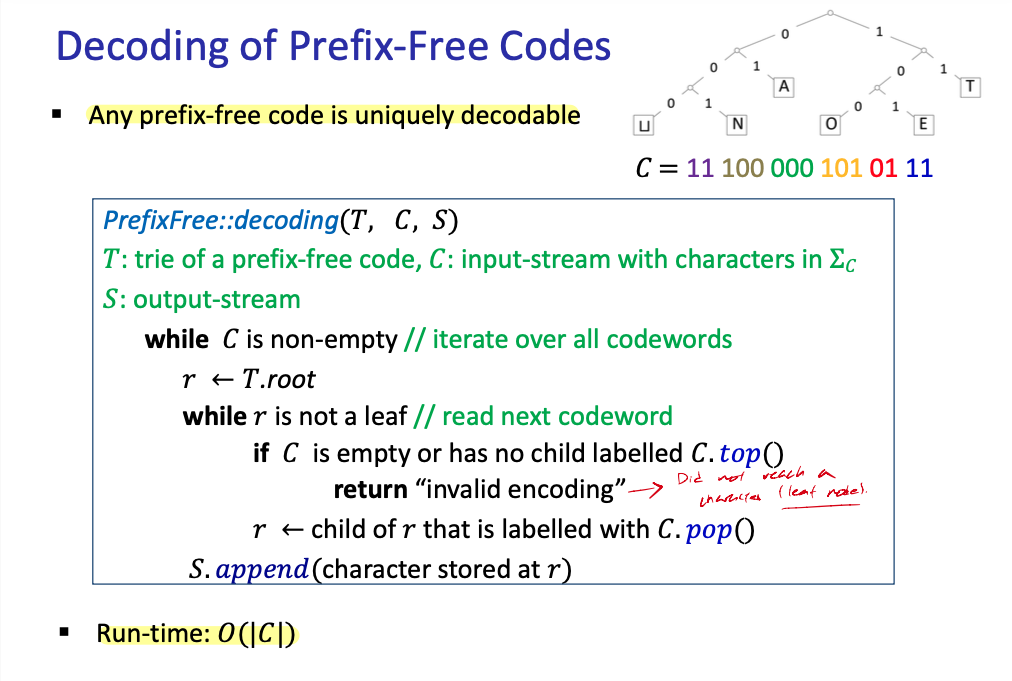 Decoding of Prefix-Free Codes
0 1
0 1 0 1
A T
0 1 0 1
⊔ N O E
▪ Any prefix-free code is uniquely decodable
C = 11 100 000 101 01 11
PrefixFree::decoding(T, C, S)
T: trie of a prefix-free code, C: input-stream with characters in Σ_C
S: output-stream
while C is non-empty // iterate over all codewords
r ← T.root
while r is not a leaf // read next codeword
if C is empty or has no child labelled C.top()
return “invalid encoding” → Did not reach a
character (leaf node).
r ← child of r that is labelled with C.pop()
S.append(character stored at r)
▪ Run-time: O(|C|)